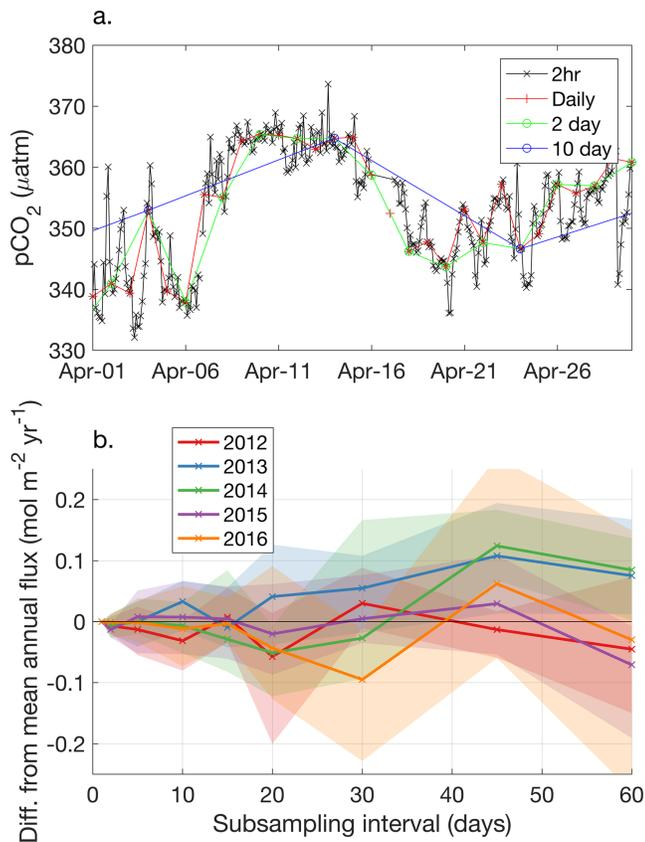 a.
380
370
360
350
340
330
pCO2 (μatm)
2hr
Daily
2 day
10 day
Apr-01
Apr-06
Apr-11
Apr-16
Apr-21
Apr-26
b.
2012
2013
2014
2015
2016
Diff. from mean annual flux (mol m-2 yr-1)
0.2
0.1
0
-0.1
-0.2
0
10
20
30
40
50
60
Subsampling interval (days)